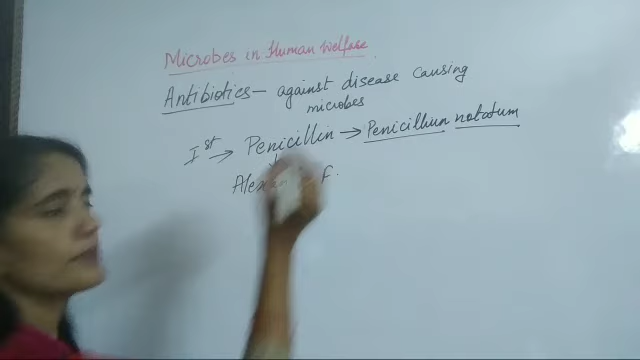 Microbes in Human Welfare
Antibiotics — against disease causing
microbes
Ist → Penicillin → Penicillium notatum
F.